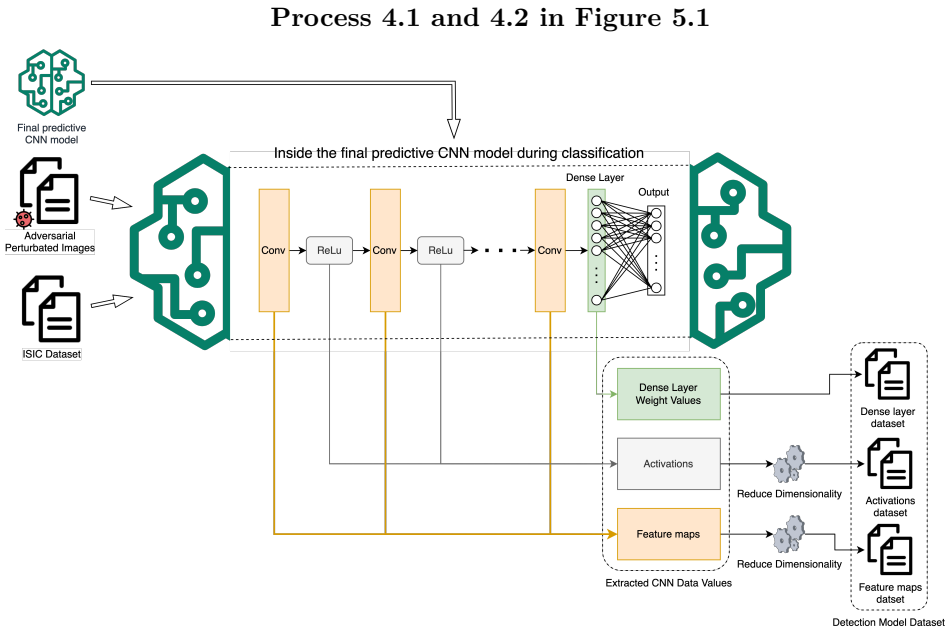 Process 4.1 and 4.2 in Figure 5.1
Final predictive
CNN model
Inside the final predictive CNN model during classification
Dense Layer
Output
Adversarial
Perturbated Images
Conv
ReLu
Conv
ReLu
Conv
ISIC Dataset
Dense Layer
Weight Values
Dense layer
dataset
Activations
Reduce Dimensionality
Activations
dataset
Feature maps
Reduce Dimensionality
Feature maps
datset
Extracted CNN Data Values
Detection Model Dataset